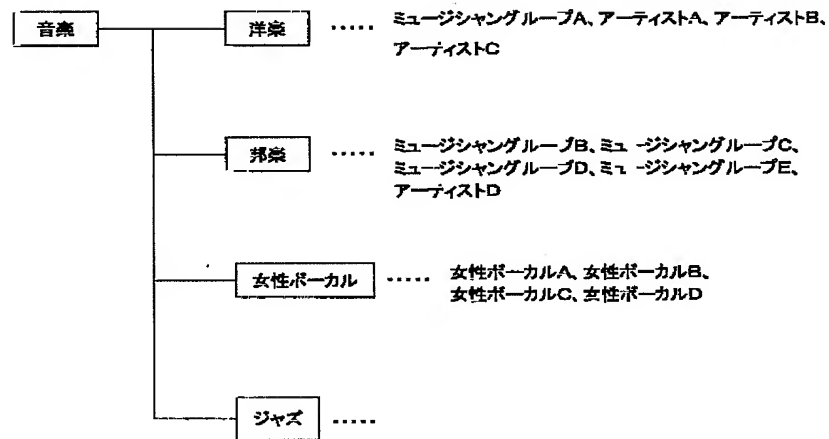 音楽
洋楽 ..... ミュージシャングループA、アーティストA、アーティストB、
アーティストC
邦楽 ..... ミュージシャングループB、ミュージシャングループC、
ミュージシャングループD、ミュージシャングループE、
アーティストD
女性ボーカル ..... 女性ボーカルA、女性ボーカルB、
女性ボーカルC、女性ボーカルD
ジャズ .....